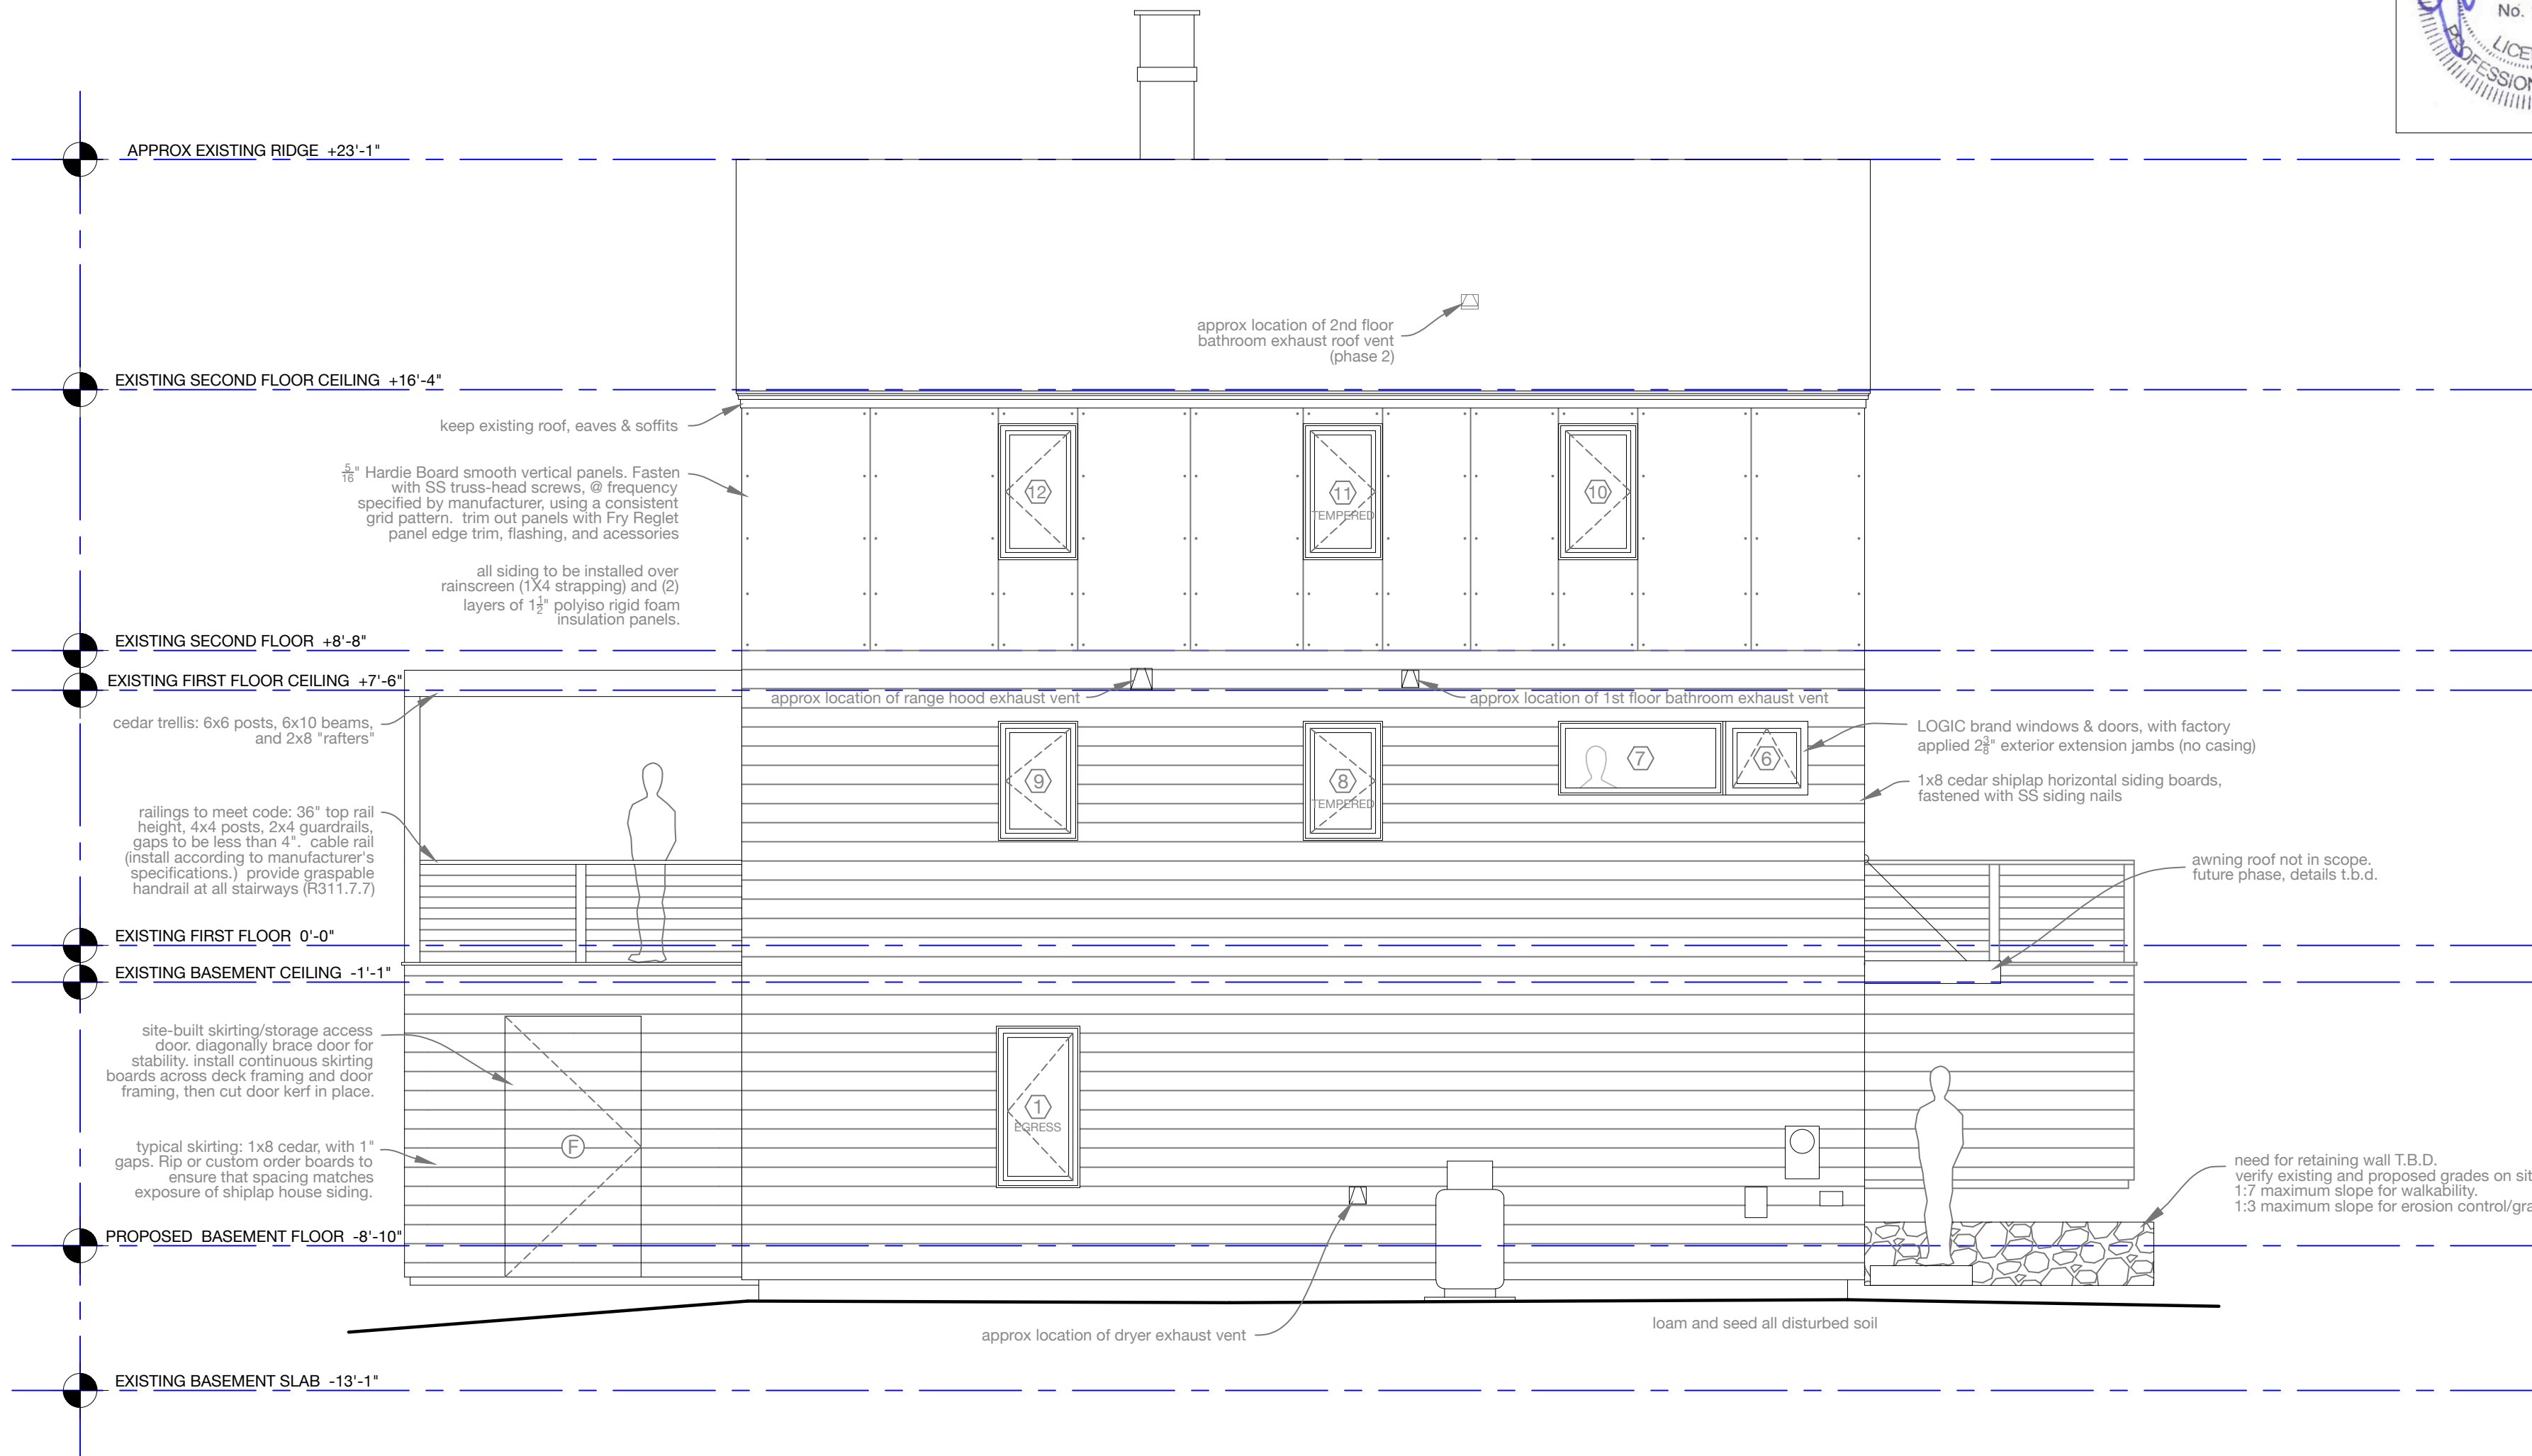 No.
LICE
PROFESSION
APPROX EXISTING RIDGE +23'-1"
approx location of 2nd floor
bathroom exhaust roof vent
(phase 2)
EXISTING SECOND FLOOR CEILING +16'-4"
keep existing roof, eaves & soffits
5/16" Hardie Board smooth vertical panels. Fasten
with SS truss-head screws, @ frequency
specified by manufacturer, using a consistent
grid pattern. trim out panels with Fry Reglet
panel edge trim, flashing, and acessories
12
11
TEMPERED
10
all siding to be installed over
rainscreen (1X4 strapping) and (2)
layers of 1 1/2" polyiso rigid foam
insulation panels.
EXISTING SECOND FLOOR +8'-8"
EXISTING FIRST FLOOR CEILING +7'-6"
approx location of range hood exhaust vent
approx location of 1st floor bathroom exhaust vent
cedar trellis: 6x6 posts, 6x10 beams,
and 2x8 "rafters"
LOGIC brand windows & doors, with factory
applied 2 3/8" exterior extension jambs (no casing)
9
8
TEMPERED
7
6
1x8 cedar shiplap horizontal siding boards,
fastened with SS siding nails
railings to meet code: 36" top rail
height, 4x4 posts, 2x4 guardrails,
gaps to be less than 4". cable rail
(install according to manufacturer's
specifications.) provide graspable
handrail at all stairways (R311.7.7)
awning roof not in scope.
future phase, details t.b.d.
EXISTING FIRST FLOOR 0'-0"
EXISTING BASEMENT CEILING -1'-1"
site-built skirting/storage access
door. diagonally brace door for
stability. install continuous skirting
boards across deck framing and door
framing, then cut door kerf in place.
1
EGRESS
F
typical skirting: 1x8 cedar, with 1"
gaps. Rip or custom order boards to
ensure that spacing matches
exposure of shiplap house siding.
need for retaining wall T.B.D.
verify existing and proposed grades on sit
1:7 maximum slope for walkability.
1:3 maximum slope for erosion control/gra
PROPOSED BASEMENT FLOOR -8'-10"
approx location of dryer exhaust vent
loam and seed all disturbed soil
EXISTING BASEMENT SLAB -13'-1"